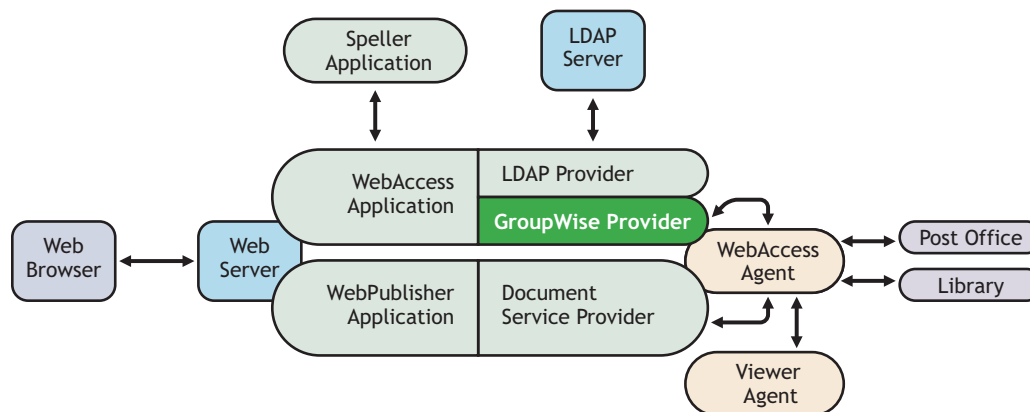 Speller
Application
LDAP
Server
WebAccess
Application
LDAP Provider
GroupWise Provider
Web
Browser
Web
Server
WebAccess
Agent
Post Office
Library
WebPublisher
Application
Document
Service Provider
Viewer
Agent